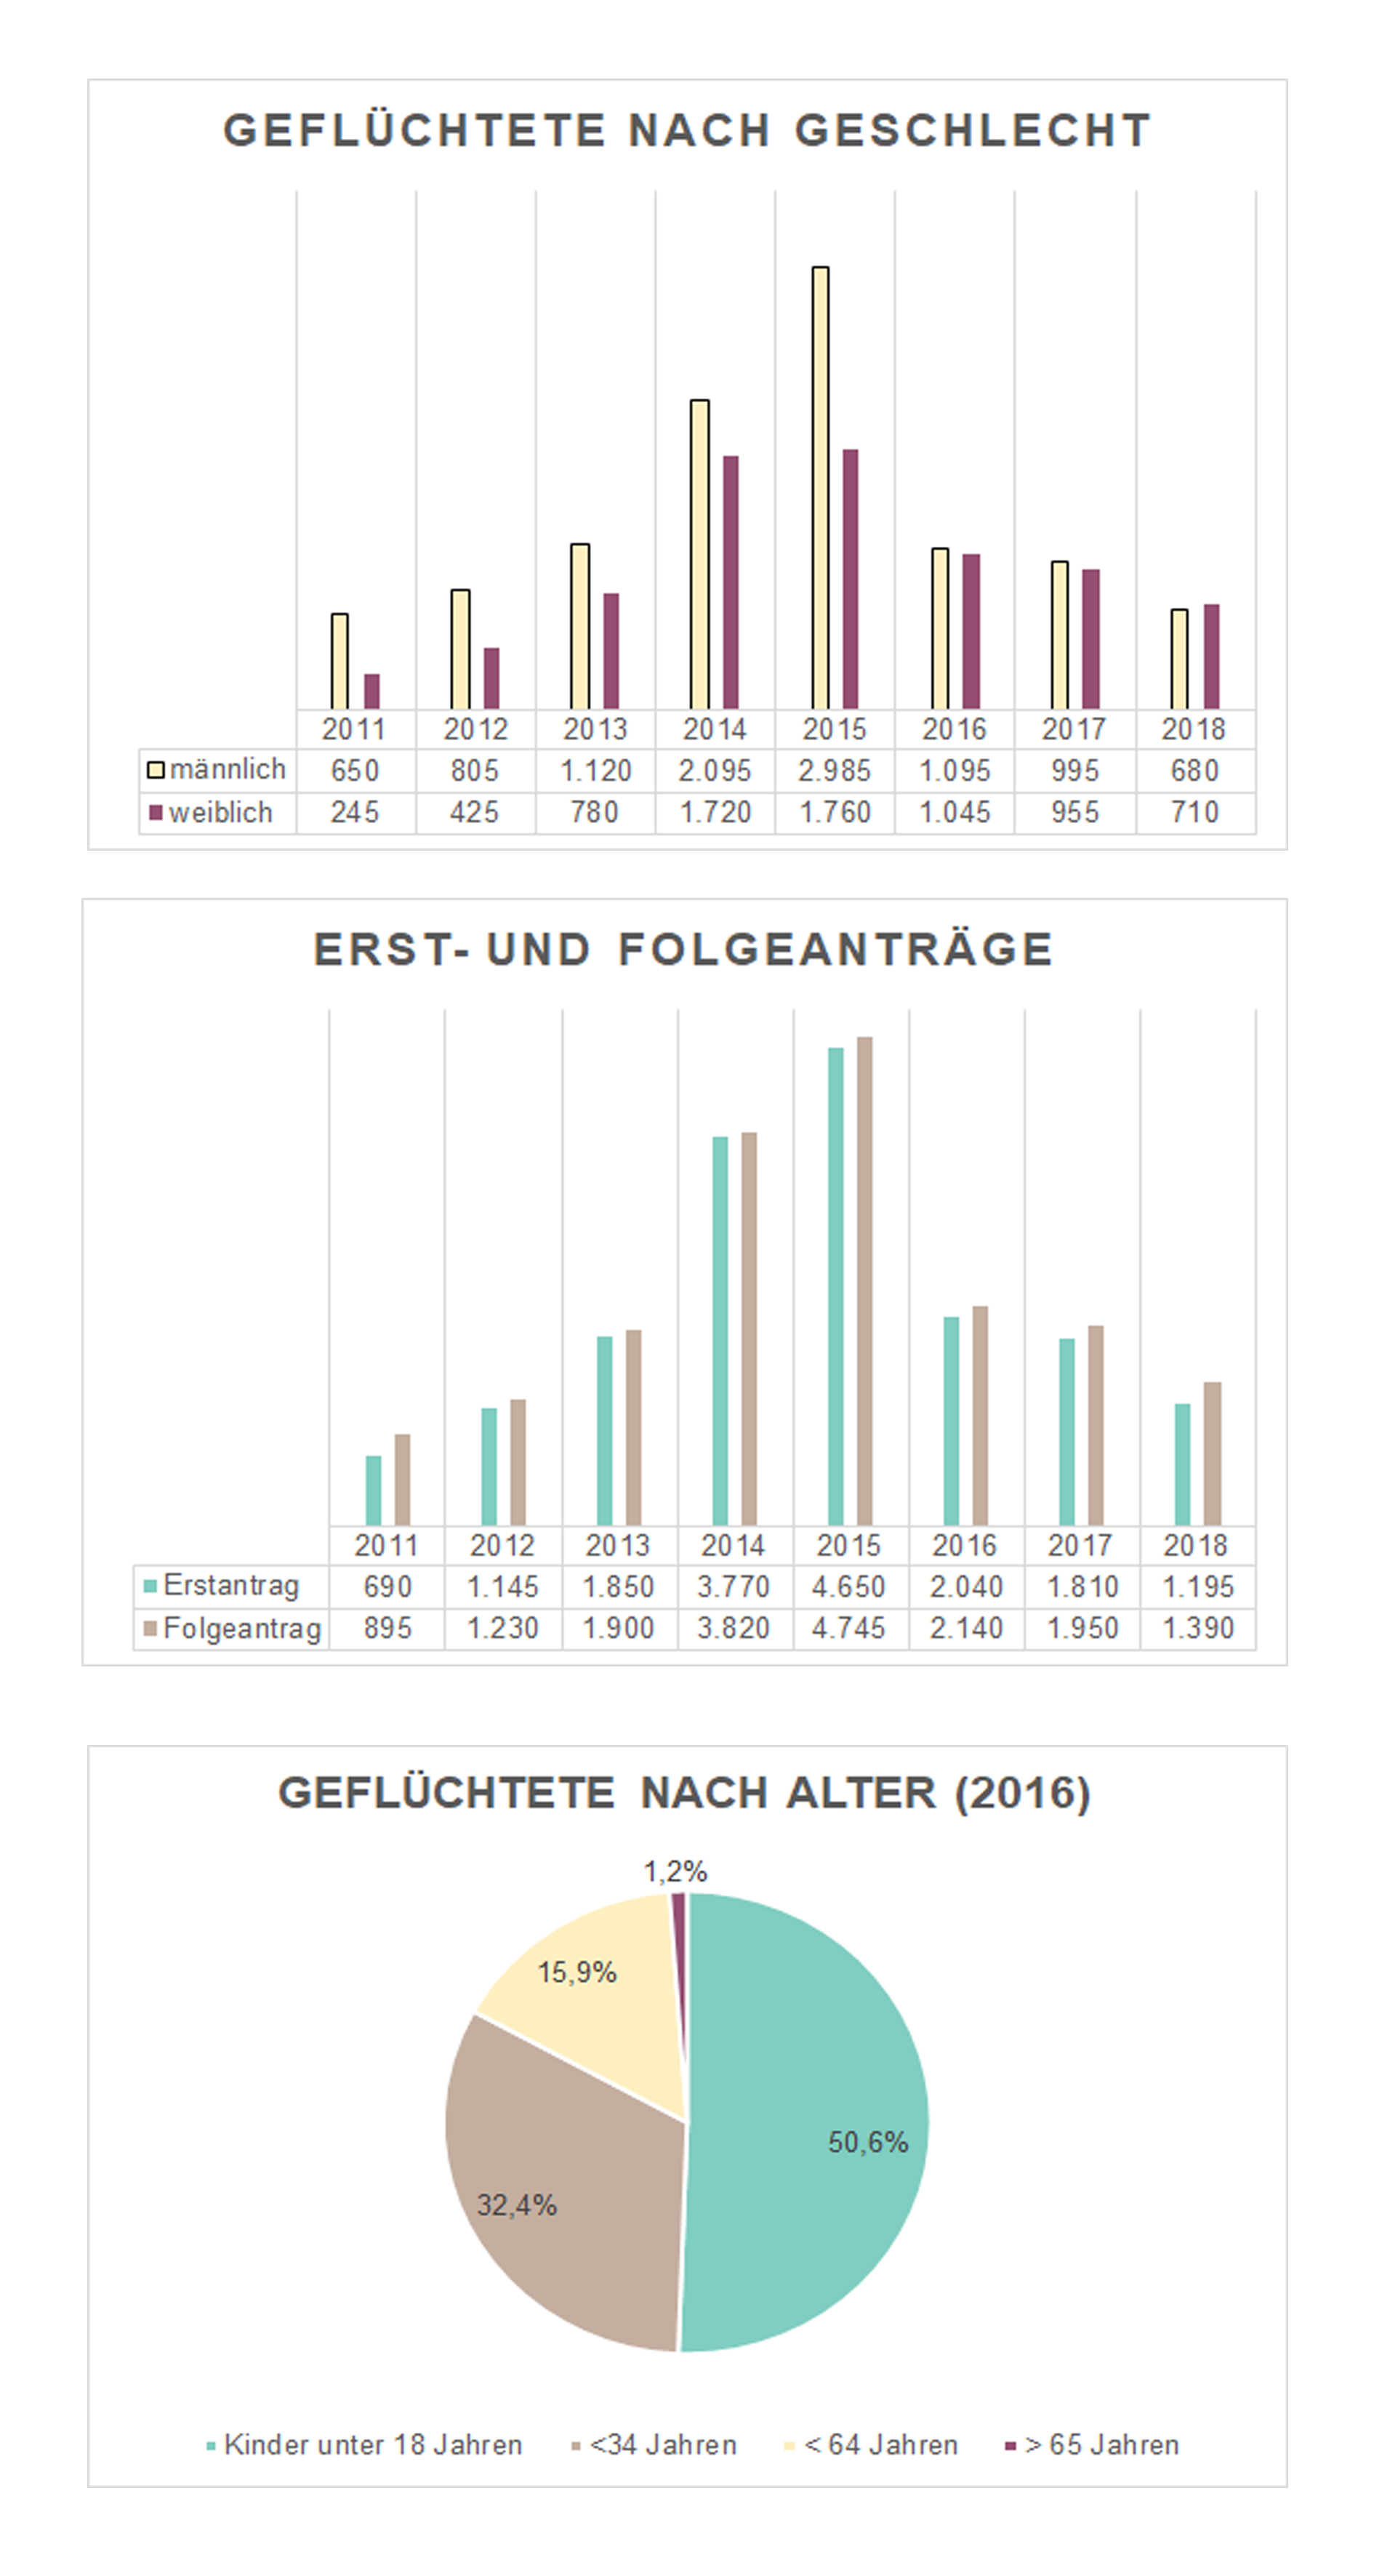 GEFLÜCHTETE NACH GESCHLECHT
2011 2012 2013 2014 2015 2016 2017 2018
männlich 650 805 1.120 2.095 2.985 1.095 995 680
weiblich 245 425 780 1.720 1.760 1.045 955 710
ERST- UND FOLGEANTRÄGE
2011 2012 2013 2014 2015 2016 2017 2018
Erstantrag 690 1.145 1.850 3.770 4.650 2.040 1.810 1.195
Folgeantrag 895 1.230 1.900 3.820 4.745 2.140 1.950 1.390
GEFLÜCHTETE NACH ALTER (2016)
1,2%
15,9%
50,6%
32,4%
Kinder unter 18 Jahren <34 Jahren < 64 Jahren > 65 Jahren